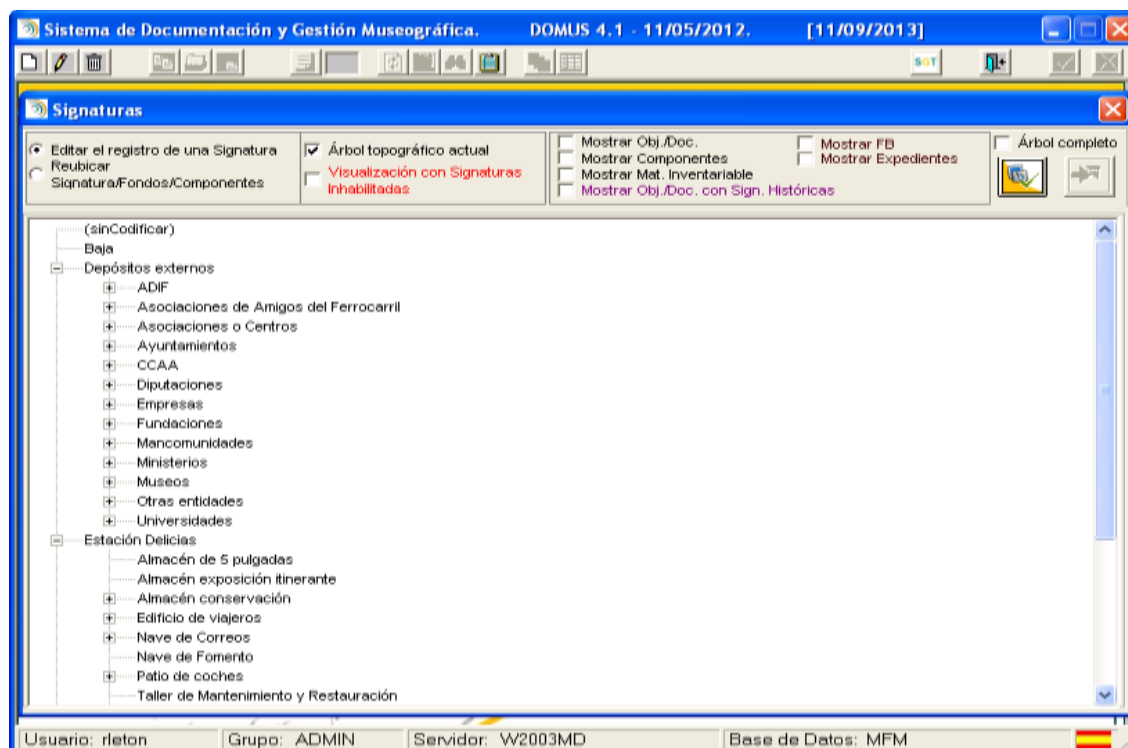 Sistema de Documentación y Gestión Museográfica. DOMUS 4.1 - 11/05/2012. [11/09/2013]
SGT
Signaturas
Editar el registro de una Signatura
Reubicar
Signatura/Fondos/Componentes
Árbol topográfico actual
Visualización con Signaturas
Inhabilitadas
Mostrar Obj./Doc.
Mostrar Componentes
Mostrar Mat. Inventariable
Mostrar Obj./Doc. con Sign. Históricas
Mostrar FB
Mostrar Expedientes
Árbol completo
(sinCodificar)
Baja
Depósitos externos
ADIF
Asociaciones de Amigos del Ferrocarril
Asociaciones o Centros
Ayuntamientos
CCAA
Diputaciones
Empresas
Fundaciones
Mancomunidades
Ministerios
Museos
Otras entidades
Universidades
Estación Delicias
Almacén de 5 pulgadas
Almacén exposición itinerante
Almacén conservación
Edificio de viajeros
Nave de Correos
Nave de Fomento
Patio de coches
Taller de Mantenimiento y Restauración
Usuario: rleton Grupo: ADMIN Servidor: W2003MD Base de Datos: MFM